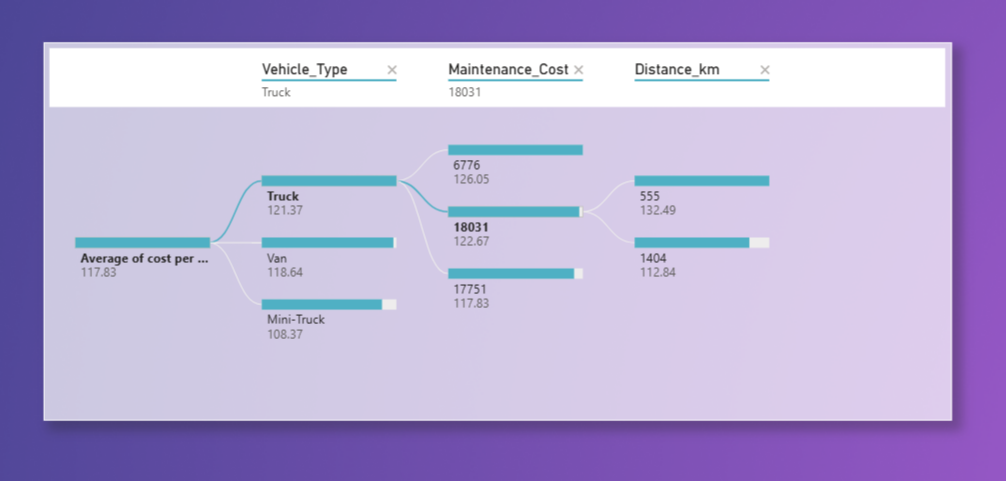 Vehicle_Type ×
Truck
Maintenance_Cost ×
18031
Distance_km ×
Average of cost per ...
117.83
Truck
121.37
Van
118.64
Mini-Truck
108.37
6776
126.05
18031
122.67
17751
117.83
555
132.49
1404
112.84